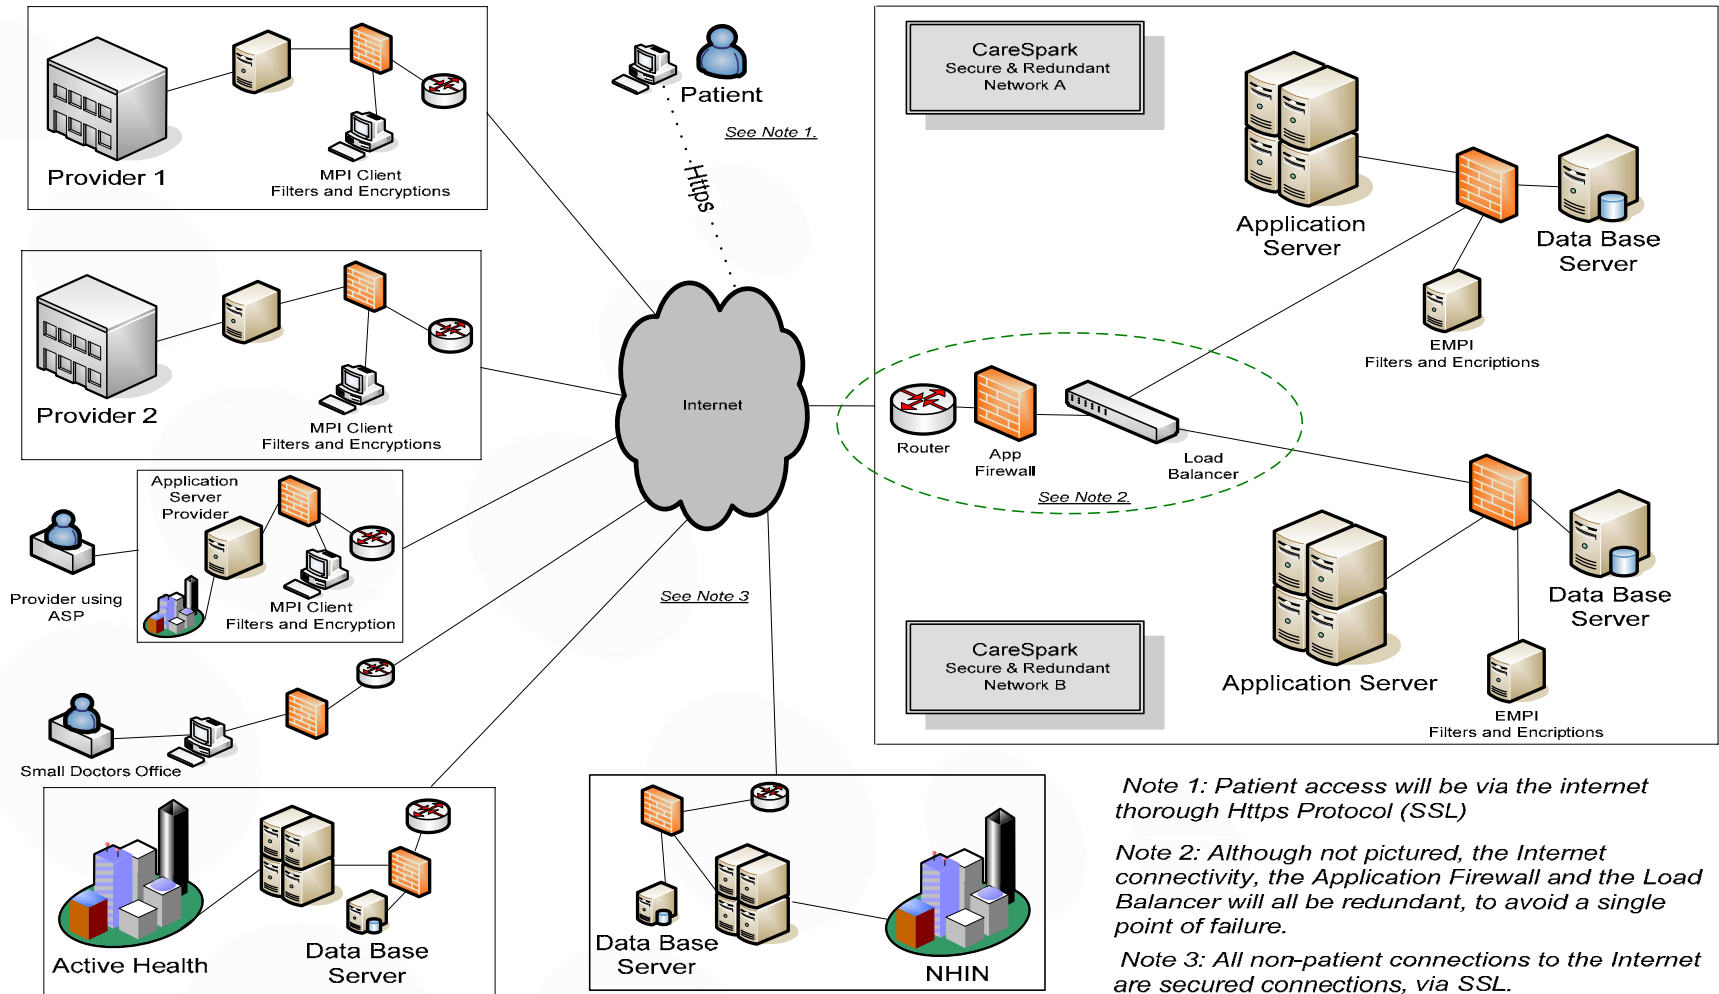 Provider 1
MPI Client
Filters and Encryptions
Patient
See Note 1.
Https
CareSpark
Secure & Redundant
Network A
Application
Server
Data Base
Server
EMPI
Filters and Encriptions
Provider 2
MPI Client
Filters and Encryptions
Internet
Router
App
Firewall
Load
Balancer
See Note 2.
Application
Server
Provider
Provider using
ASP
MPI Client
Filters and Encryption
See Note 3
Small Doctors Office
CareSpark
Secure & Redundant
Network B
Application Server
Data Base
Server
EMPI
Filters and Encriptions
Active Health
Data Base
Server
Data Base
Server
NHIN
Note 1: Patient access will be via the internet
thorough Https Protocol (SSL)
Note 2: Although not pictured, the Internet
connectivity, the Application Firewall and the Load
Balancer will all be redundant, to avoid a single
point of failure.
Note 3: All non-patient connections to the Internet
are secured connections, via SSL.